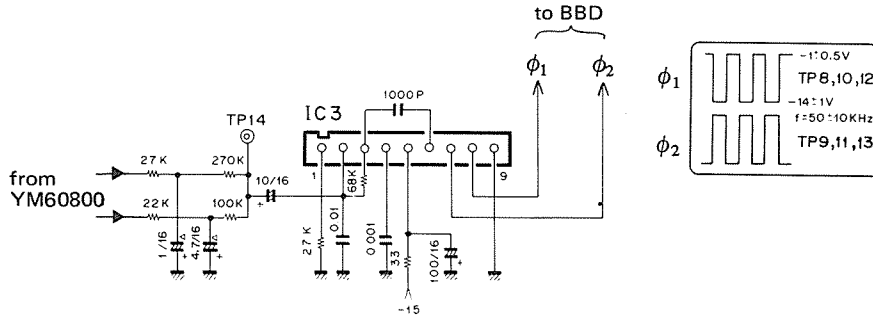 to BBD
φ1
φ2
1000P
IC3
TP14
27K
270K
10/16
68K
1
9
from
YM60800
22K
100K
1/16
4.7/16
27K
0.01
0.001
33
100/16
-15
φ1
-1±0.5V
TP8,10,12
-14±1V
f=50±10KHz
φ2
TP9,11,13